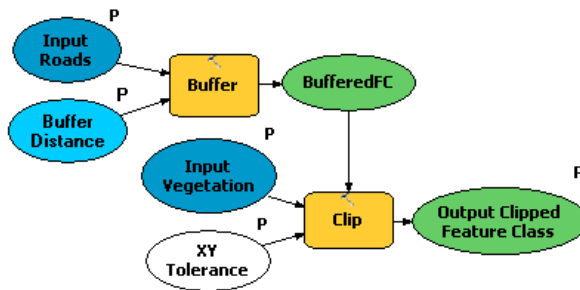 P
Input
Roads
Buffer
BufferedFC
P
Buffer
Distance
P
Input
Vegetation
P
Output Clipped
Feature Class
Clip
P
XY
Tolerance